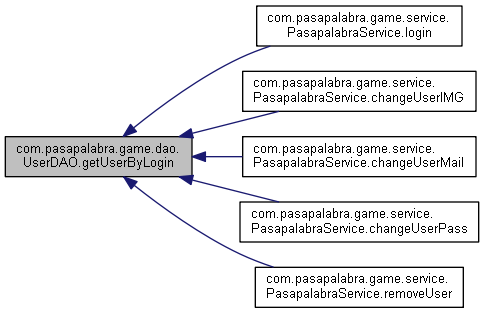 com.pasapalabra.game.service.
PasapalabraService.login
com.pasapalabra.game.service.
PasapalabraService.changeUserIMG
com.pasapalabra.game.dao.
UserDAO.getUserByLogin
com.pasapalabra.game.service.
PasapalabraService.changeUserMail
com.pasapalabra.game.service.
PasapalabraService.changeUserPass
com.pasapalabra.game.service.
PasapalabraService.removeUser